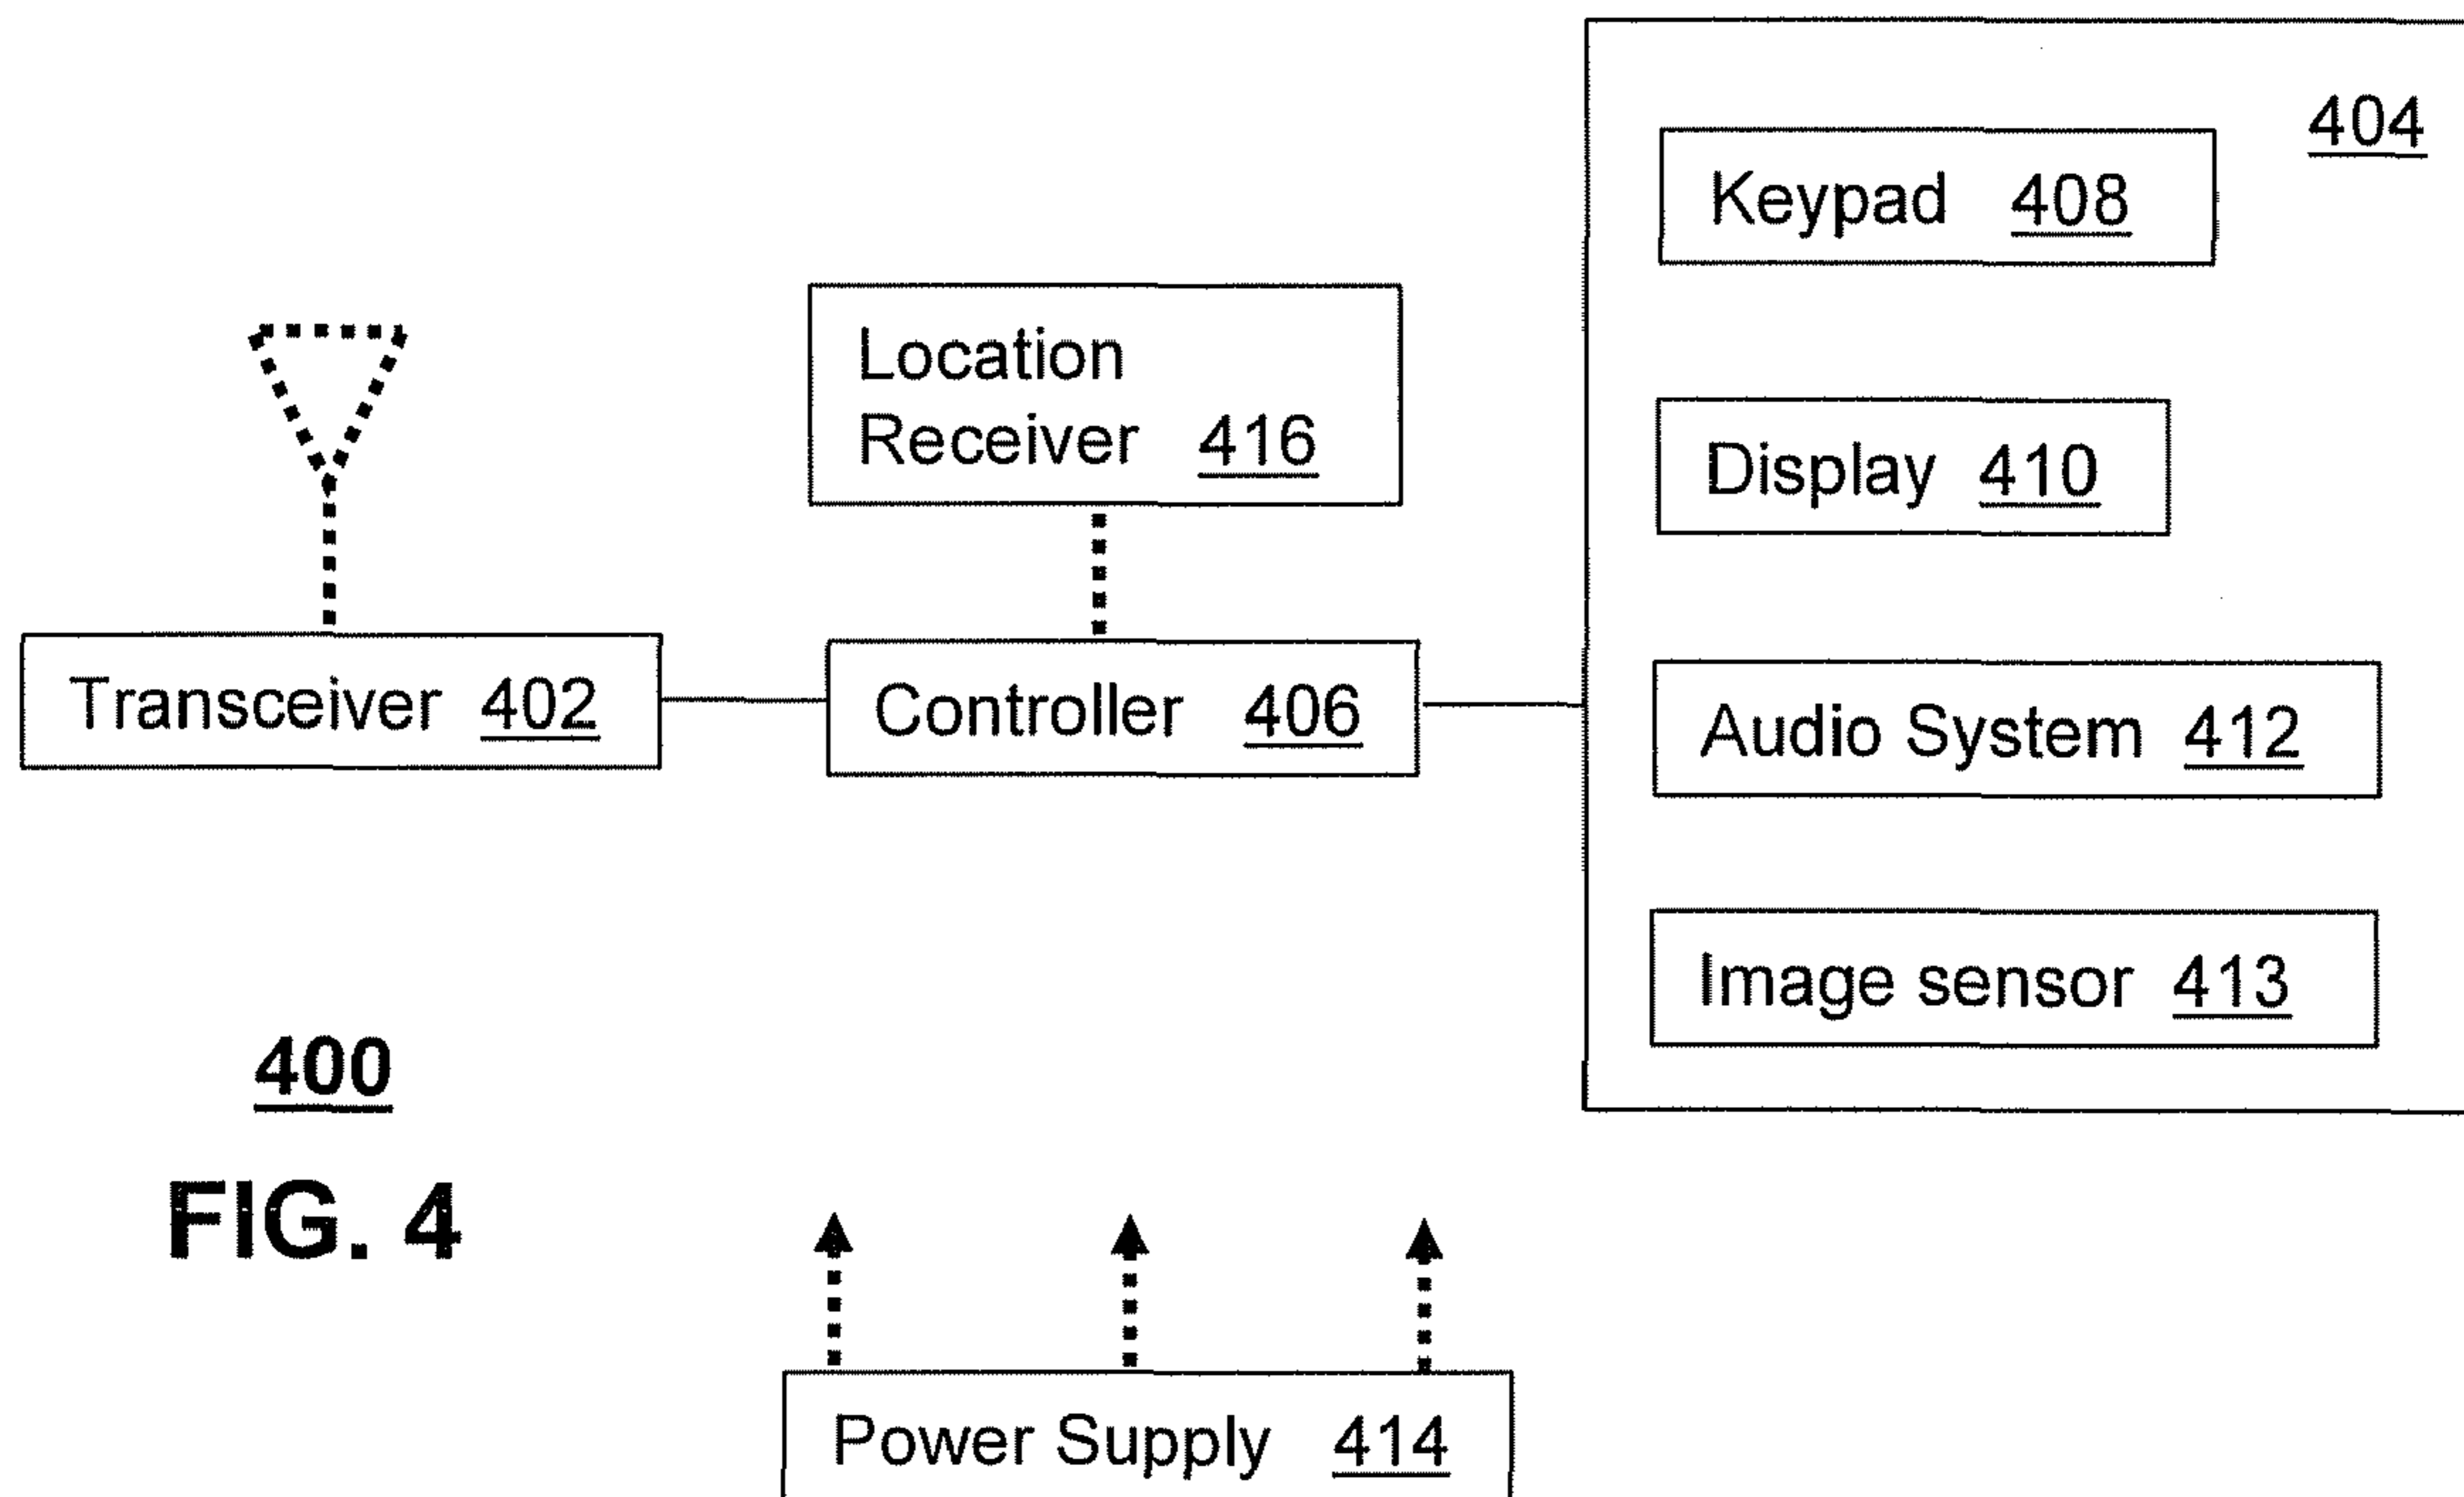 404
Keypad 408
Location
Receiver 416
Display 410
Transceiver 402
Controller 406
Audio System 412
Image sensor 413
400
FIG. 4
Power Supply 414